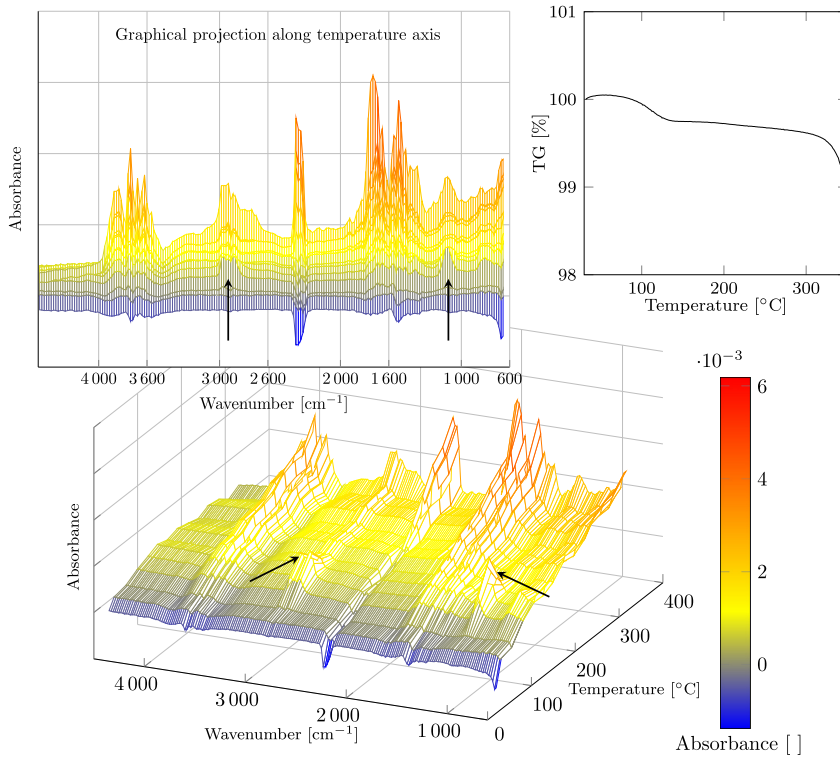 Graphical projection along temperature axis
Absorbance
4 000 3 600 3 000 2 600 2 000 1 600 1 000 600
Wavenumber [cm⁻¹]
101
100
99
98
TG [%]
100 200 300
Temperature [°C]
Absorbance
4 000
3 000
2 000
1 000
Wavenumber [cm⁻¹]
0
100
200
300
400
Temperature [°C]
·10⁻³
6
4
2
0
Absorbance [ ]